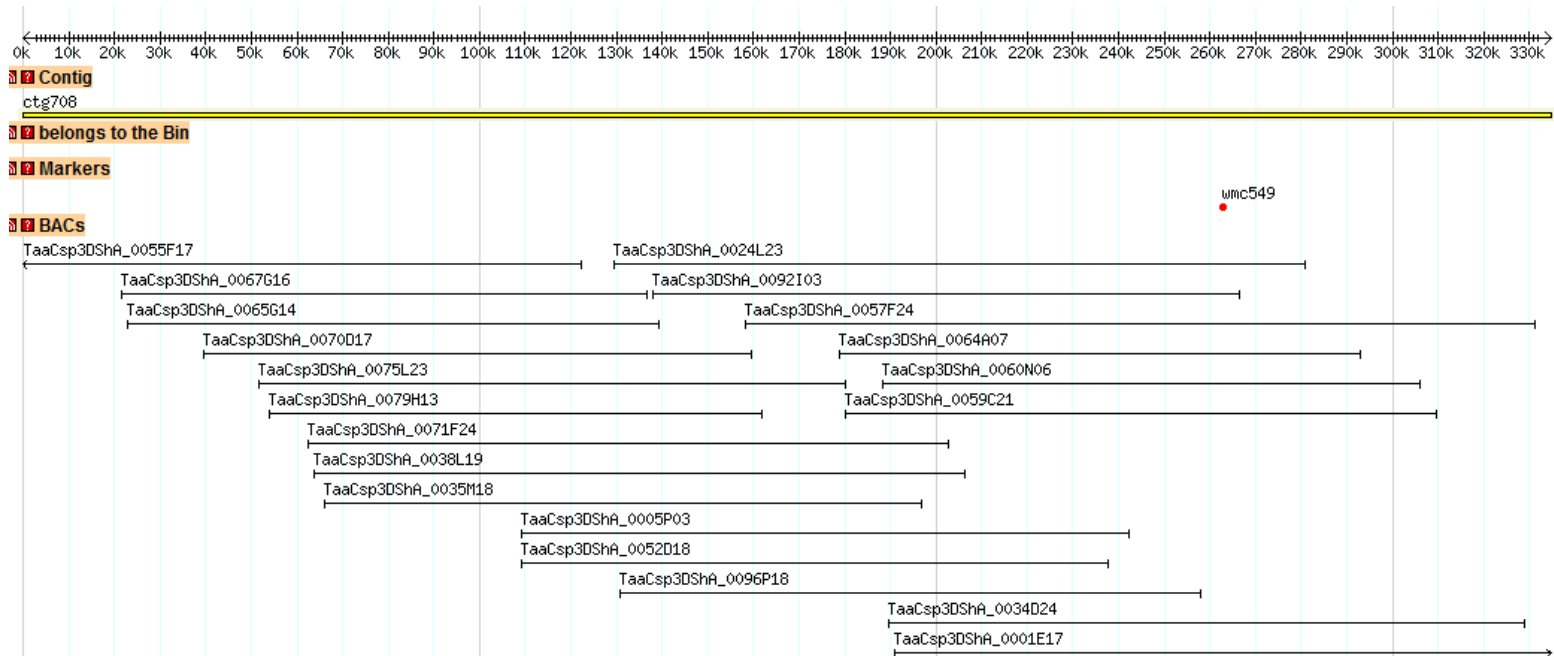 0k 10k 20k 30k 40k 50k 60k 70k 80k 90k 100k 110k 120k 130k 140k 150k 160k 170k 180k 190k 200k 210k 220k 230k 240k 250k 260k 270k 280k 290k 300k 310k 320k 330k
? Contig
ctg708
? belongs to the Bin
? Markers
wmc549
? BACs
TaaCsp3DShA_0055F17 TaaCsp3DShA_0024L23
TaaCsp3DShA_0067G16 TaaCsp3DShA_0092I03
TaaCsp3DShA_0065G14 TaaCsp3DShA_0057F24
TaaCsp3DShA_0070D17 TaaCsp3DShA_0064A07
TaaCsp3DShA_0075L23 TaaCsp3DShA_0060N06
TaaCsp3DShA_0079H13 TaaCsp3DShA_0059C21
TaaCsp3DShA_0071F24
TaaCsp3DShA_0038L19
TaaCsp3DShA_0035M18
TaaCsp3DShA_0005P03
TaaCsp3DShA_0052D18
TaaCsp3DShA_0096P18
TaaCsp3DShA_0034D24
TaaCsp3DShA_0001E17